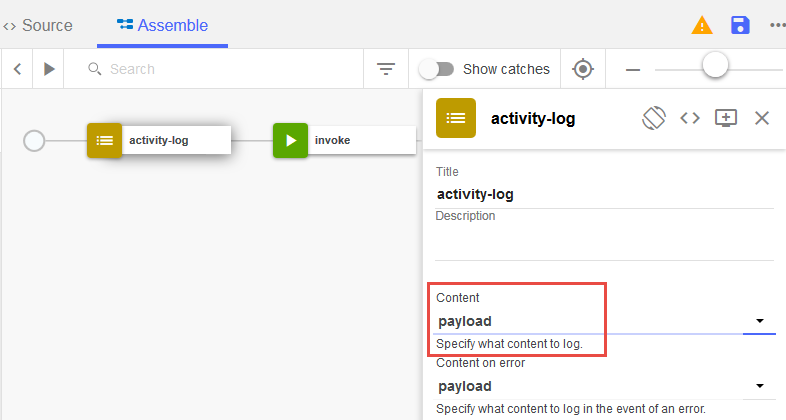 <> Source
Assemble
Search
Show catches
activity-log
invoke
activity-log
Title
activity-log
Description
Content
payload
Specify what content to log.
Content on error
payload
Specify what content to log in the event of an error.